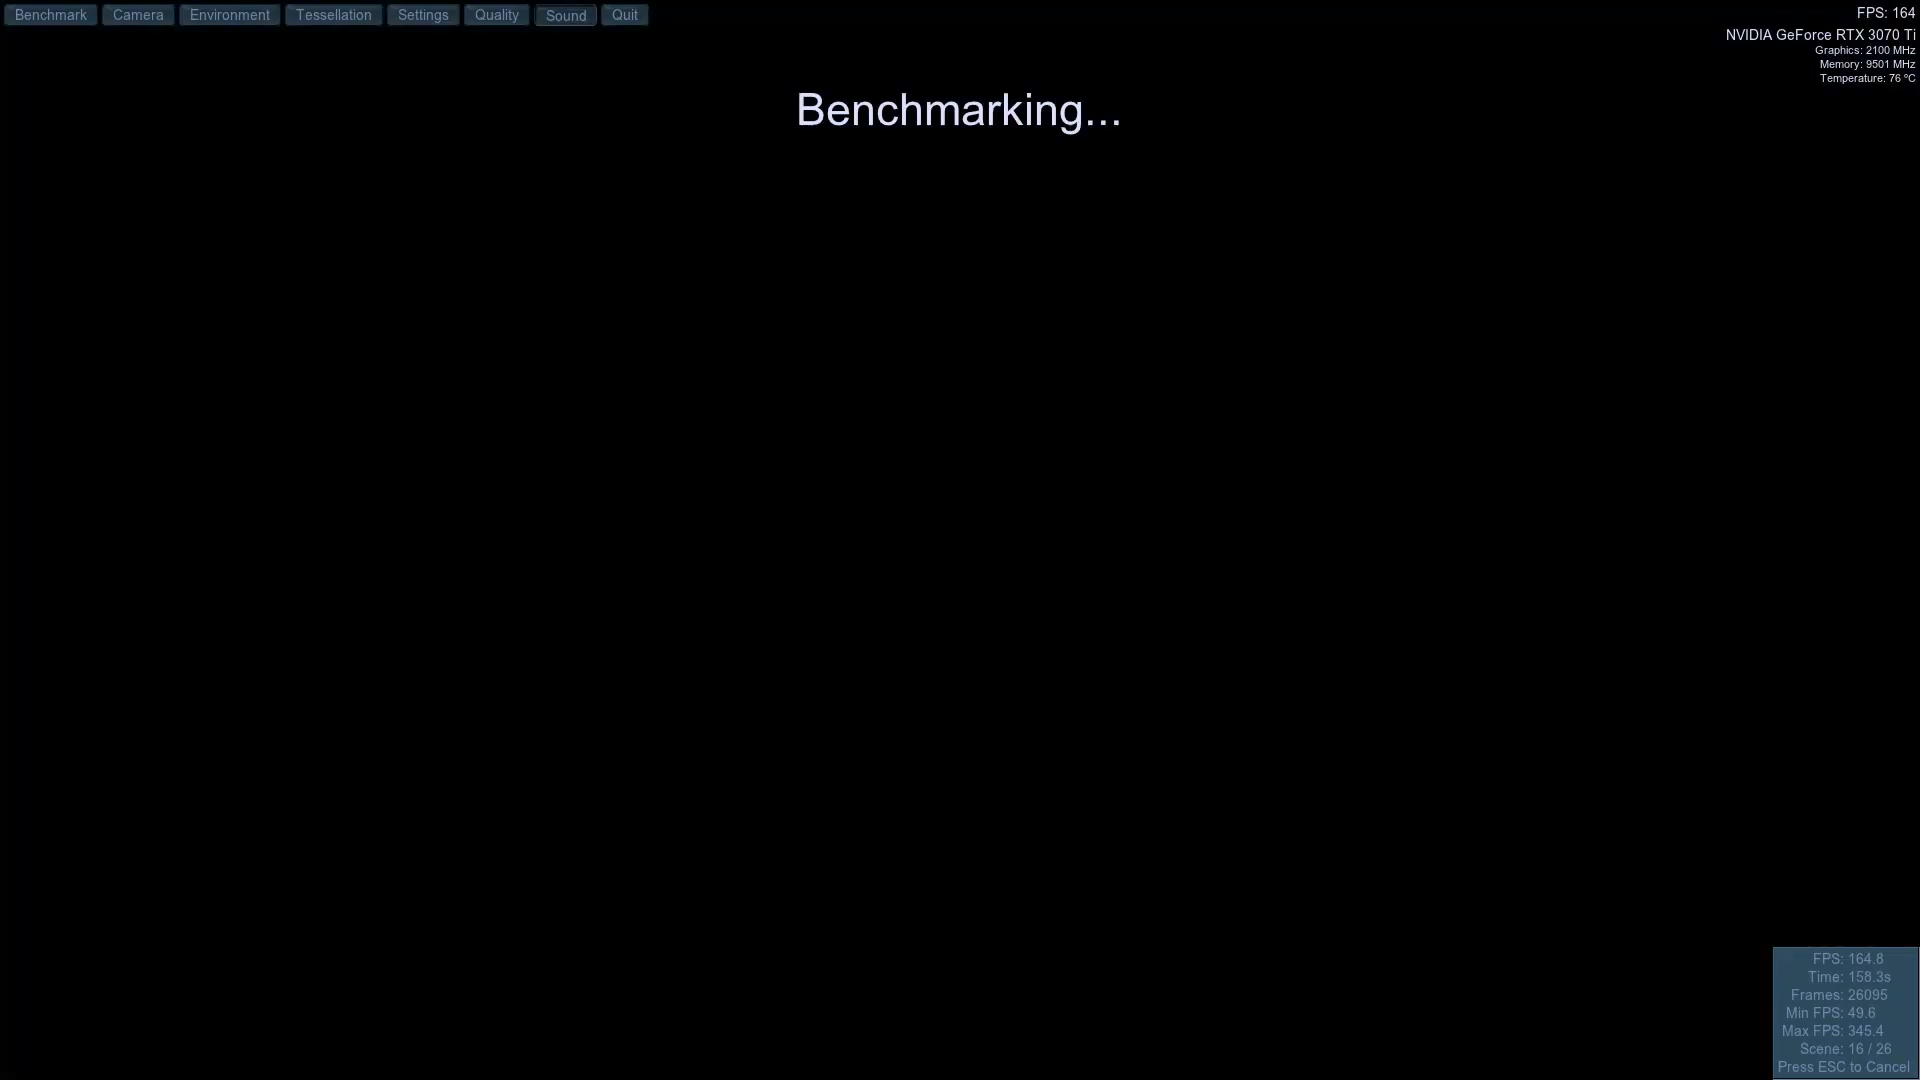 Benchmark Camera Environment Tessellation Settings Quality Sound Quit
FPS: 164
NVIDIA GeForce RTX 3070 Ti
Graphics: 2100 MHz
Memory: 9501 MHz
Temperature: 76 °C
Benchmarking...
FPS: 164.8
Time: 158.3s
Frames: 26095
Min FPS: 49.6
Max FPS: 345.4
Scene: 16 / 26
Press ESC to Cancel